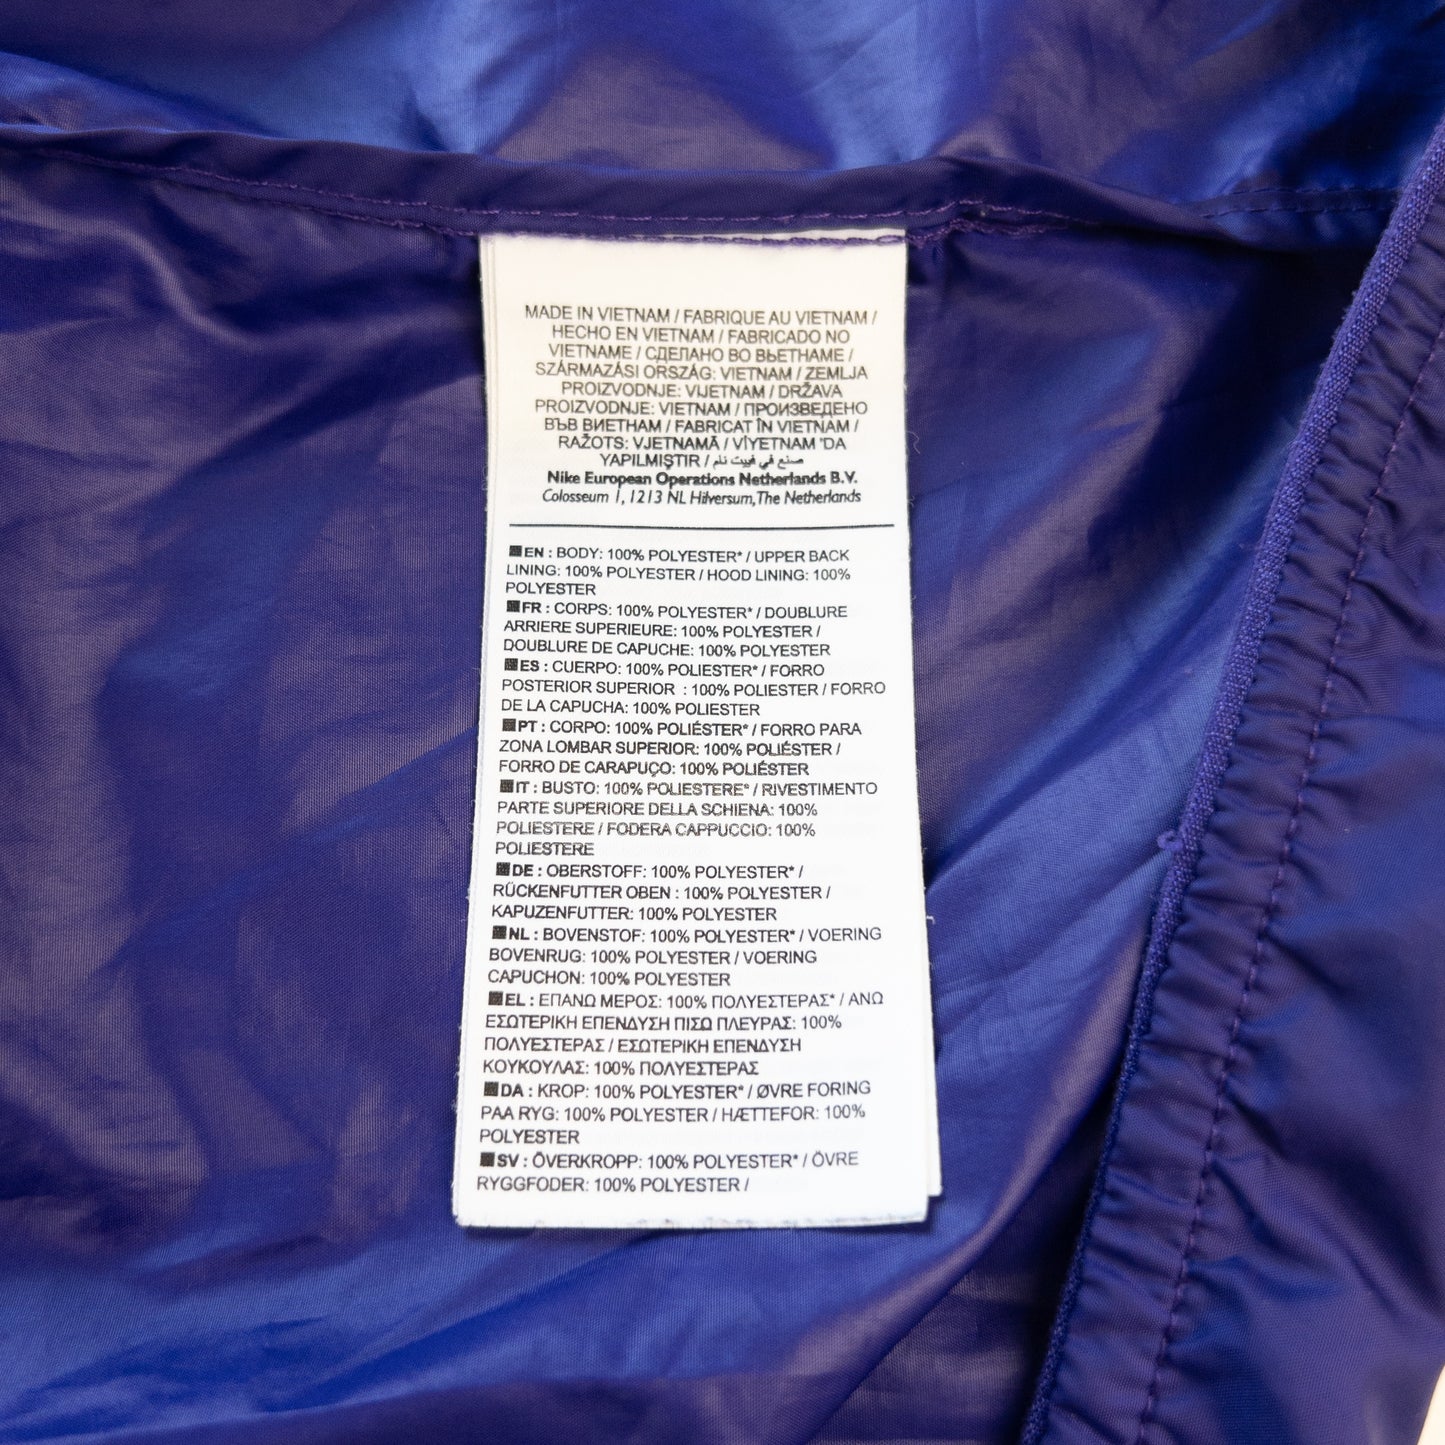 MADE IN VIETNAM / FABRIQUE AU VIETNAM /
HECHO EN VIETNAM / FABRICADO NO
VIETNAME / СДЕЛАНО ВО ВЬЕТНАМЕ /
SZÁRMAZÁSI ORSZÁG: VIETNAM / ZEMLJA
PROIZVODNJE: VIJETNAM / DRŽAVA
PROIZVODNJE: VIETNAM / ПРОИЗВЕДЕНО
ВЪВ ВИЕТНАМ / FABRICAT ÎN VIETNAM /
RAŽOTS: VJETNAMĀ / VİYETNAM 'DA
YAPILMIŞTIR / صنع في فييت نام
Nike European Operations Netherlands B.V.
Colosseum 1, 1213 NL Hilversum, The Netherlands
EN : BODY: 100% POLYESTER* / UPPER BACK
LINING: 100% POLYESTER / HOOD LINING: 100%
POLYESTER
FR : CORPS: 100% POLYESTER* / DOUBLURE
ARRIERE SUPERIEURE: 100% POLYESTER /
DOUBLURE DE CAPUCHE: 100% POLYESTER
ES : CUERPO: 100% POLIESTER* / FORRO
POSTERIOR SUPERIOR : 100% POLIESTER / FORRO
DE LA CAPUCHA: 100% POLIESTER
PT : CORPO: 100% POLIÉSTER* / FORRO PARA
ZONA LOMBAR SUPERIOR: 100% POLIÉSTER /
FORRO DE CARAPUÇO: 100% POLIÉSTER
IT : BUSTO: 100% POLIESTERE* / RIVESTIMENTO
PARTE SUPERIORE DELLA SCHIENA: 100%
POLIESTERE / FODERA CAPPUCCIO: 100%
POLIESTERE
DE : OBERSTOFF: 100% POLYESTER* /
RÜCKENFUTTER OBEN : 100% POLYESTER /
KAPUZENFUTTER: 100% POLYESTER
NL : BOVENSTOF: 100% POLYESTER* / VOERING
BOVENRUG: 100% POLYESTER / VOERING
CAPUCHON: 100% POLYESTER
EL : ΕΠΑΝΩ ΜΕΡΟΣ: 100% ΠΟΛΥΕΣΤΕΡΑΣ* / ΑΝΩ
ΕΣΩΤΕΡΙΚΗ ΕΠΕΝΔΥΣΗ ΠΙΣΩ ΠΛΕΥΡΑΣ: 100%
ΠΟΛΥΕΣΤΕΡΑΣ / ΕΣΩΤΕΡΙΚΗ ΕΠΕΝΔΥΣΗ
ΚΟΥΚΟΥΛΑΣ: 100% ΠΟΛΥΕΣΤΕΡΑΣ
DA : KROP: 100% POLYESTER* / ØVRE FORING
PAA RYG: 100% POLYESTER / HÆTTEFOR: 100%
POLYESTER
SV : ÖVERKROPP: 100% POLYESTER* / ÖVRE
RYGGFODER: 100% POLYESTER /